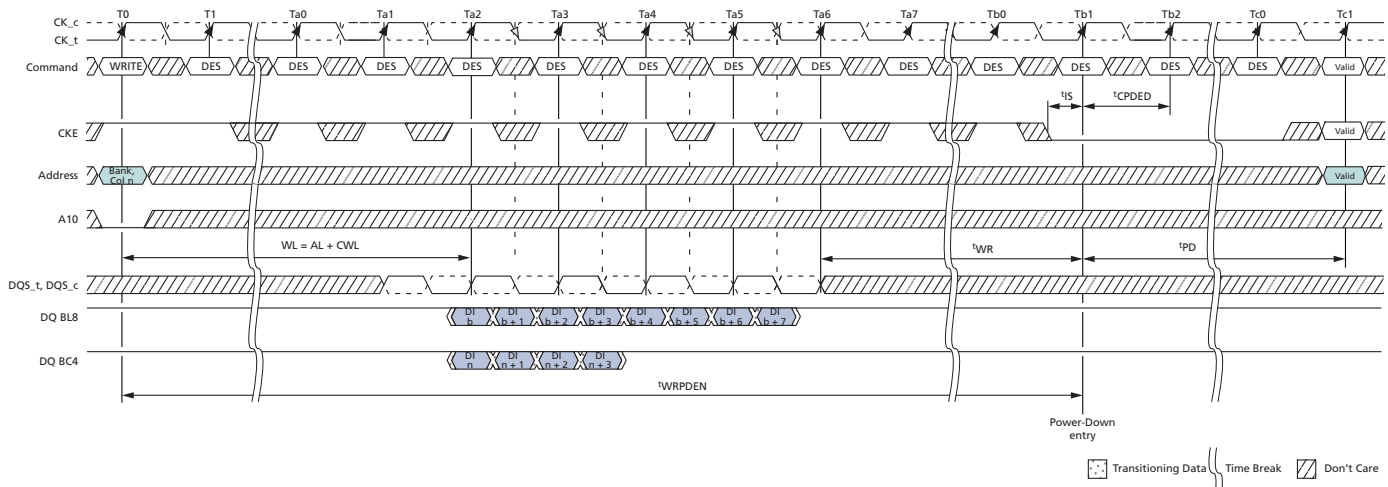 T0 T1 Ta0 Ta1 Ta2 Ta3 Ta4 Ta5 Ta6 Ta7 Tb0 Tb1 Tb2 Tc0 Tc1
CK_c
CK_t
Command WRITE DES DES DES DES DES DES DES DES DES DES DES DES DES Valid
tIS tCPDED
CKE Valid
Address Bank, Col n Valid
A10
WL = AL + CWL tWR tPD
DQS_t, DQS_c
DQ BL8 DI b DI b + 1 DI b + 2 DI b + 3 DI b + 4 DI b + 5 DI b + 6 DI b + 7
DQ BC4 DI n DI n + 1 DI n + 2 DI n + 3
tWRPDEN
Power-Down
entry
Transitioning Data Time Break Don't Care